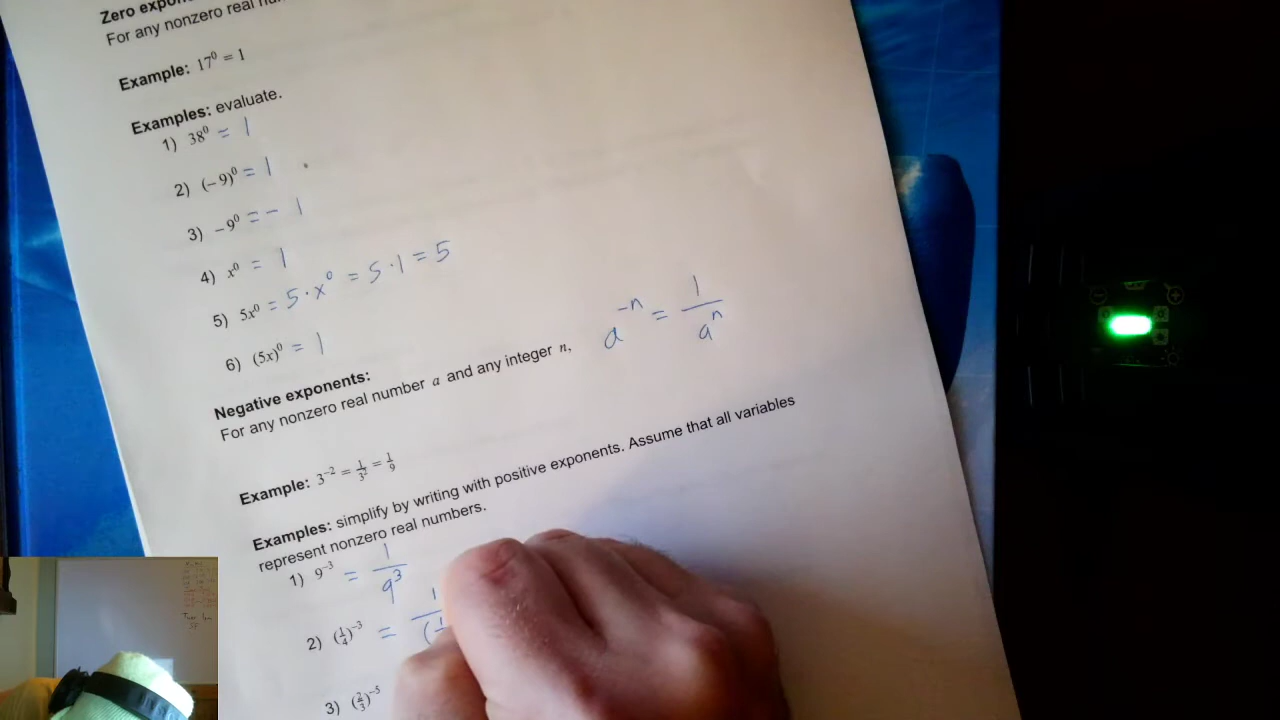 Zero
For any nonzero real
Example: 17⁰ = 1
Examples: evaluate.
1) 38⁰ = 1
2) (−9)⁰ = 1
3) −9⁰ = − 1
4) x⁰ = 1
5) 5x⁰ = 5 · x⁰ = 5 · 1 = 5
6) (5x)⁰ = 1
Negative exponents:
For any nonzero real number a and any integer n, a⁻ⁿ = 1/aⁿ
Example: 3⁻² = 1/3² = 1/9
Examples: simplify by writing with positive exponents. Assume that all variables
represent nonzero real numbers.
1) 9⁻³ = 1/9³
2) (1/4)⁻³ = 1/(1
3) (2/3)⁻⁵